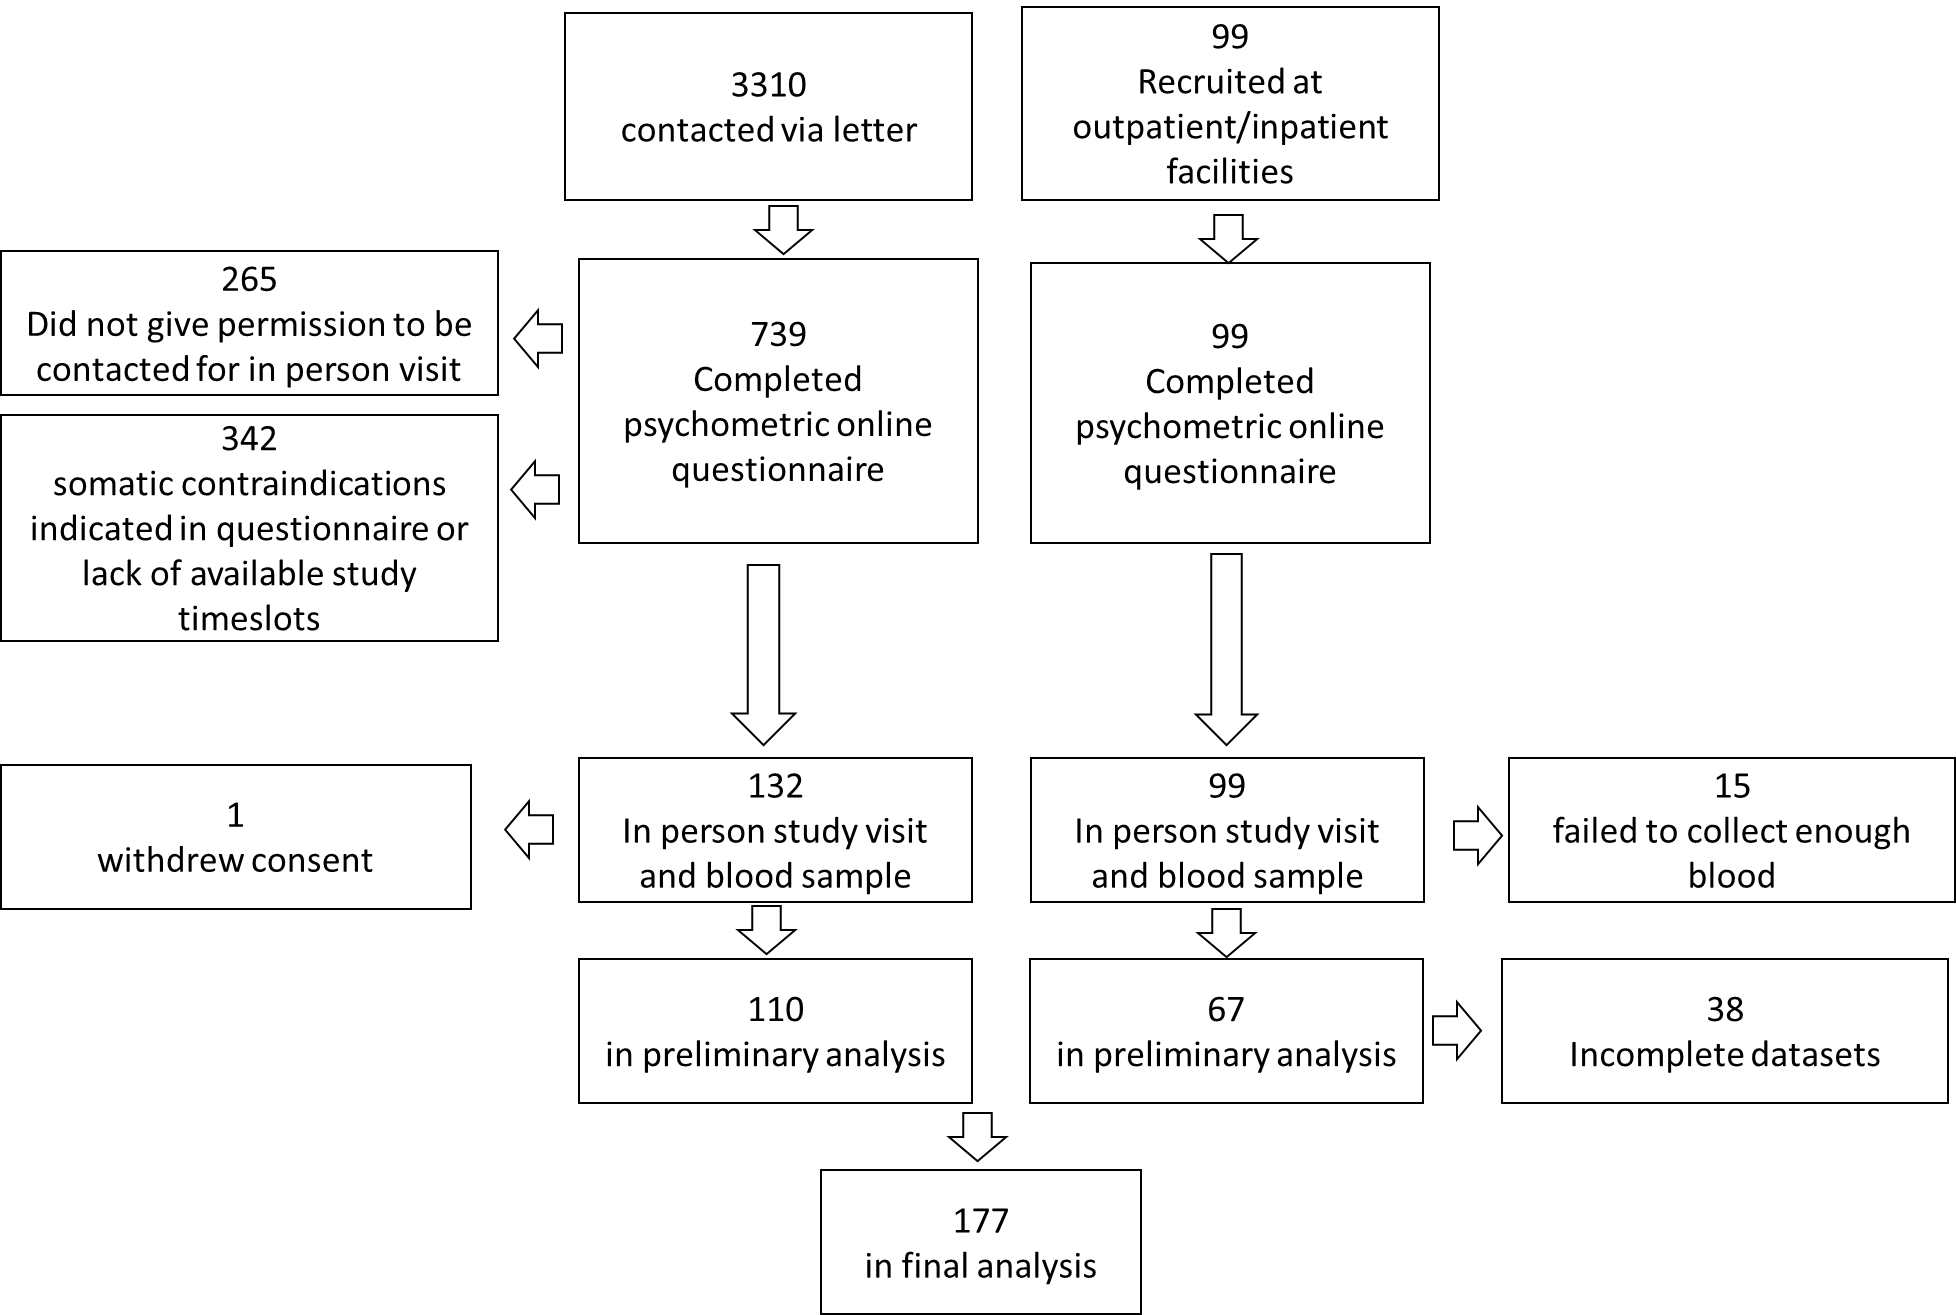 3310
contacted via letter
99
Recruited at
outpatient/inpatient
facilities
265
Did not give permission to be
contacted for in person visit
739
Completed
psychometric online
questionnaire
99
Completed
psychometric online
questionnaire
342
somatic contraindications
indicated in questionnaire or
lack of available study
timeslots
1
withdrew consent
132
In person study visit
and blood sample
99
In person study visit
and blood sample
15
failed to collect enough
blood
110
in preliminary analysis
67
in preliminary analysis
38
Incomplete datasets
177
in final analysis